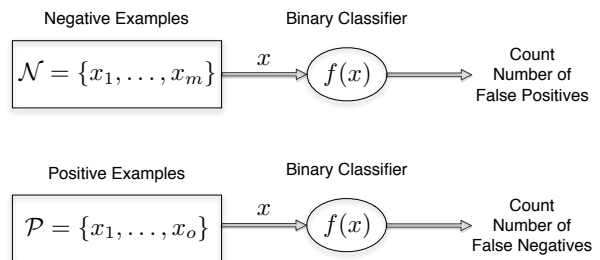 Negative Examples
Binary Classifier
𝒩 = {x₁, . . . , xₘ}
x
f(x)
Count
Number of
False Positives
Positive Examples
Binary Classifier
𝒫 = {x₁, . . . , xₒ}
x
f(x)
Count
Number of
False Negatives